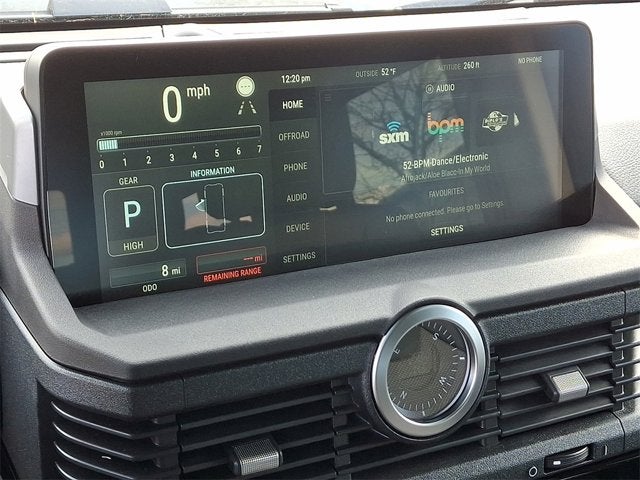 0 mph
x1000 rpm
0 1 2 3 4 5 6 7
GEAR
P
HIGH
INFORMATION
8 mi
ODO
--- mi
REMAINING RANGE
12:20 pm
HOME
OFFROAD
PHONE
AUDIO
DEVICE
SETTINGS
OUTSIDE 52 °F
ALTITUDE 260 ft
NO PHONE
AUDIO
sxm
bpm
52-BPM-Dance/Electronic
Afrojack/Aloe Blacc-In My World
FAVOURITES
No phone connected. Please go to Settings
SETTINGS
S
E
W
N